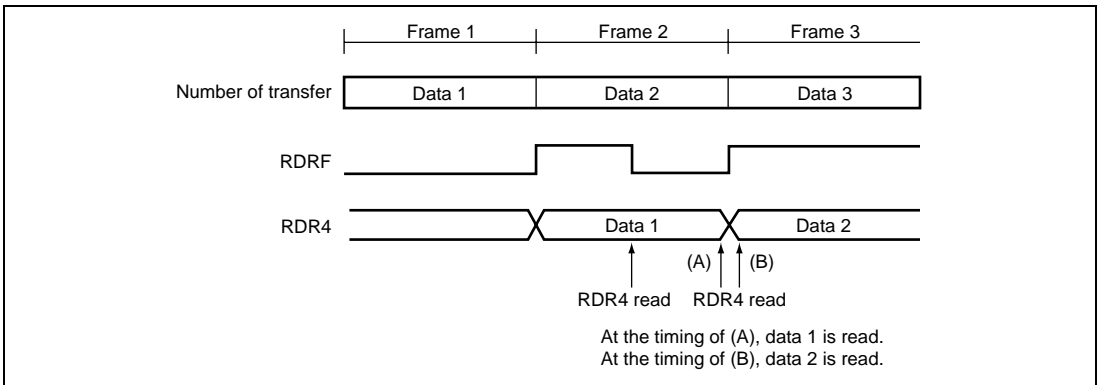 Frame 1 Frame 2 Frame 3
Number of transfer Data 1 Data 2 Data 3
RDRF
RDR4 Data 1 Data 2
(A) (B)
RDR4 read RDR4 read
At the timing of (A), data 1 is read.
At the timing of (B), data 2 is read.